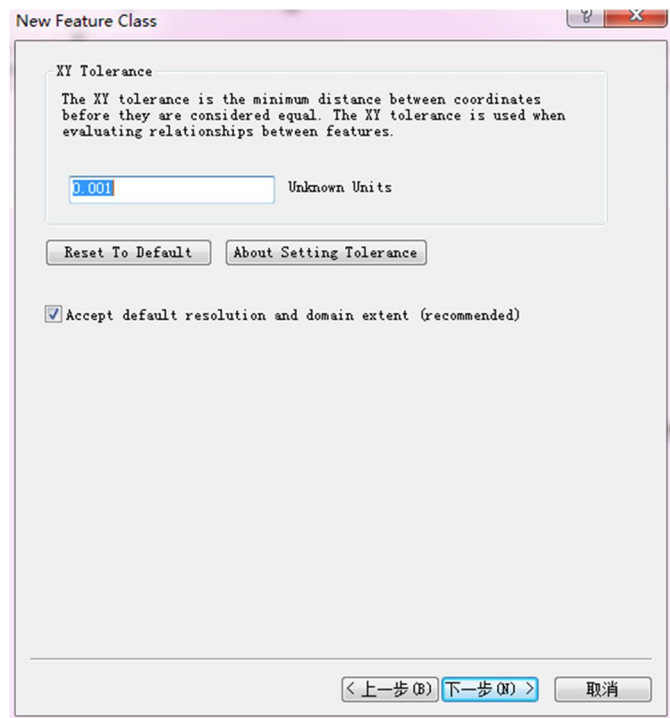 New Feature Class
XY Tolerance
The XY tolerance is the minimum distance between coordinates
before they are considered equal. The XY tolerance is used when
evaluating relationships between features.
0.001 Unknown Units
Reset To Default About Setting Tolerance
Accept default resolution and domain extent (recommended)
< 上一步(B) 下一步(N) > 取消